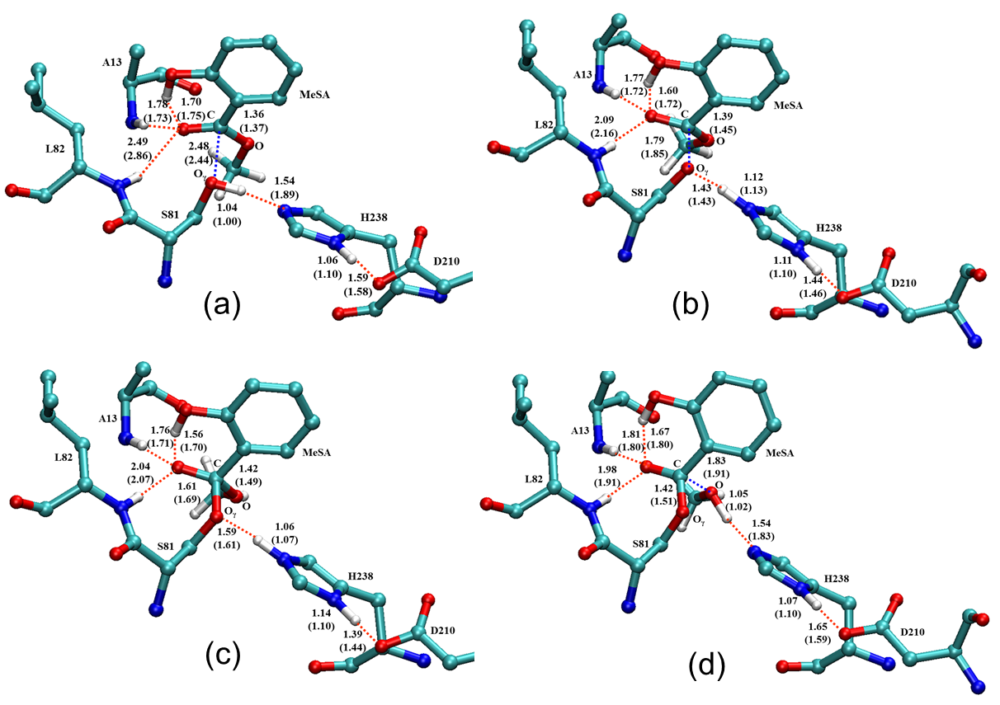 A13
MeSA
1.78
(1.73)
1.70
(1.75)
C
1.36
(1.37)
L82
2.49
(2.86)
2.48
(2.44)
O
Oγ
1.54
(1.89)
S81
1.04
(1.00)
H238
1.06
(1.10)
1.59
(1.58)
D210
(a)
A13
1.77
(1.72)
1.60
(1.72)
MeSA
C
1.39
(1.45)
L82
2.09
(2.16)
1.79
(1.85)
O
Oγ
S81
1.43
(1.43)
1.12
(1.13)
H238
1.11
(1.10)
1.44
(1.46)
D210
(b)
A13
1.76
(1.71)
1.56
(1.70)
MeSA
L82
2.04
(2.07)
C
1.42
(1.49)
1.61
(1.69)
O
Oγ
1.59
(1.61)
1.06
(1.07)
S81
H238
1.14
(1.10)
1.39
(1.44)
D210
(c)
A13
1.81
(1.80)
1.67
(1.80)
MeSA
C
1.83
(1.91)
L82
1.98
(1.91)
O
1.42
(1.51)
1.05
(1.02)
Oγ
1.54
(1.83)
S81
H238
1.07
(1.10)
1.65
(1.59)
D210
(d)